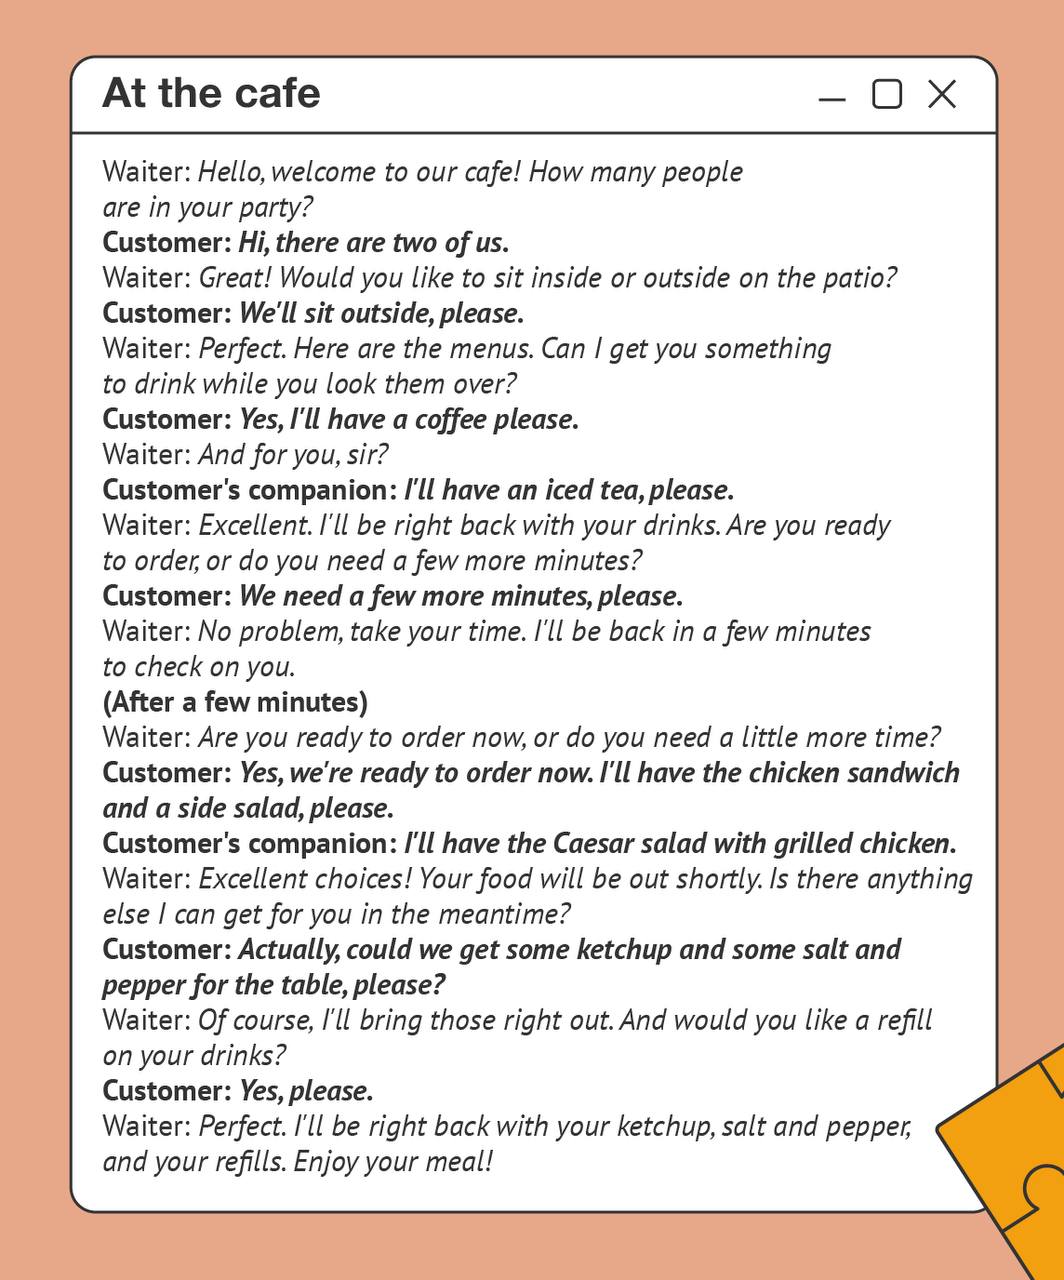 At the cafe
Waiter: Hello, welcome to our cafe! How many people
are in your party?
Customer: Hi, there are two of us.
Waiter: Great! Would you like to sit inside or outside on the patio?
Customer: We'll sit outside, please.
Waiter: Perfect. Here are the menus. Can I get you something
to drink while you look them over?
Customer: Yes, I'll have a coffee please.
Waiter: And for you, sir?
Customer's companion: I'll have an iced tea, please.
Waiter: Excellent. I'll be right back with your drinks. Are you ready
to order, or do you need a few more minutes?
Customer: We need a few more minutes, please.
Waiter: No problem, take your time. I'll be back in a few minutes
to check on you.
(After a few minutes)
Waiter: Are you ready to order now, or do you need a little more time?
Customer: Yes, we're ready to order now. I'll have the chicken sandwich
and a side salad, please.
Customer's companion: I'll have the Caesar salad with grilled chicken.
Waiter: Excellent choices! Your food will be out shortly. Is there anything
else I can get for you in the meantime?
Customer: Actually, could we get some ketchup and some salt and
pepper for the table, please?
Waiter: Of course, I'll bring those right out. And would you like a refill
on your drinks?
Customer: Yes, please.
Waiter: Perfect. I'll be right back with your ketchup, salt and pepper,
and your refills. Enjoy your meal!